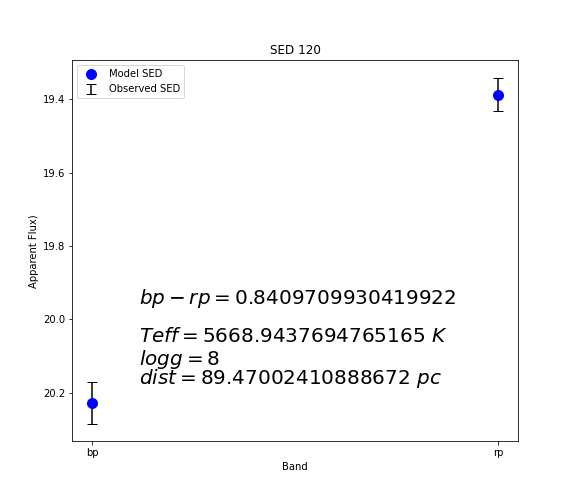 SED 120
Model SED
Observed SED
19.4
19.6
19.8
20.0
20.2
Apparent Flux)
bp − rp = 0.8409709930419922
Teff = 5668.9437694765165 K
logg = 8
dist = 89.47002410888672 pc
bp
rp
Band